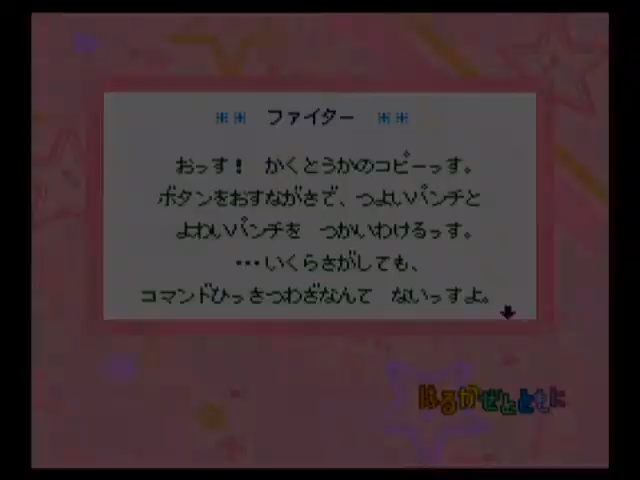 ※※ ファイター ※※
おっす! かくとうかのコピーっす。
ボタンをおすながさで、つよいパンチと
よわいパンチを つかいわけるっす。
…いくらさがしても、
コマンドひっさつわざなんて ないっすよ。
はるかぜとともに